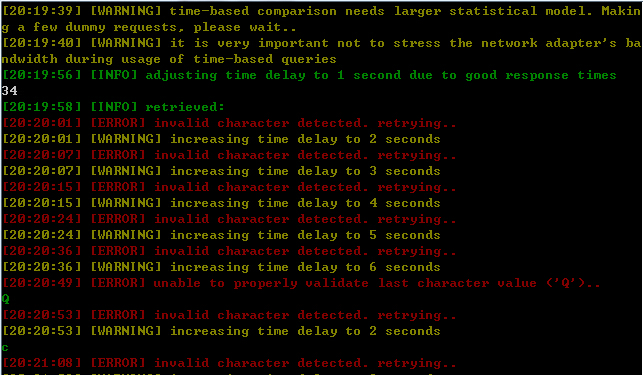 [20:19:39] [WARNING] time-based comparison needs larger statistical model. Makin
g a few dummy requests, please wait..
[20:19:40] [WARNING] it is very important not to stress the network adapter's ba
ndwidth during usage of time-based queries
[20:19:56] [INFO] adjusting time delay to 1 second due to good response times
34
[20:19:58] [INFO] retrieved:
[20:20:01] [ERROR] invalid character detected. retrying..
[20:20:01] [WARNING] increasing time delay to 2 seconds
[20:20:07] [ERROR] invalid character detected. retrying..
[20:20:07] [WARNING] increasing time delay to 3 seconds
[20:20:15] [ERROR] invalid character detected. retrying..
[20:20:15] [WARNING] increasing time delay to 4 seconds
[20:20:24] [ERROR] invalid character detected. retrying..
[20:20:24] [WARNING] increasing time delay to 5 seconds
[20:20:36] [ERROR] invalid character detected. retrying..
[20:20:36] [WARNING] increasing time delay to 6 seconds
[20:20:49] [ERROR] unable to properly validate last character value ('Q')..
Q
[20:20:53] [ERROR] invalid character detected. retrying..
[20:20:53] [WARNING] increasing time delay to 2 seconds
c
[20:21:08] [ERROR] invalid character detected. retrying..